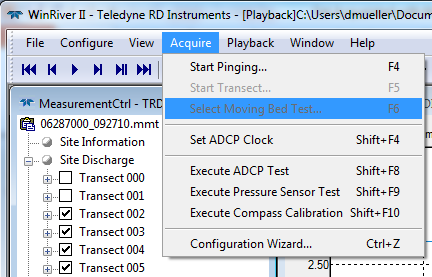 WinRiver II - Teledyne RD Instruments - [Playback]C:\Users\dmueller\Docum
File Configure View Acquire Playback Window Help
Start Pinging... F4
Start Transect... F5
Select Moving Bed Test... F6
Set ADCP Clock Shift+F4
Execute ADCP Test Shift+F8
Execute Pressure Sensor Test Shift+F9
Execute Compass Calibration Shift+F10
Configuration Wizard... Ctrl+Z
MeasurementCtrl - TRD
06287000_092710.mmt
Site Information
Site Discharge
Transect 000
Transect 001
Transect 002
Transect 003
Transect 004
Transect 005
2.50